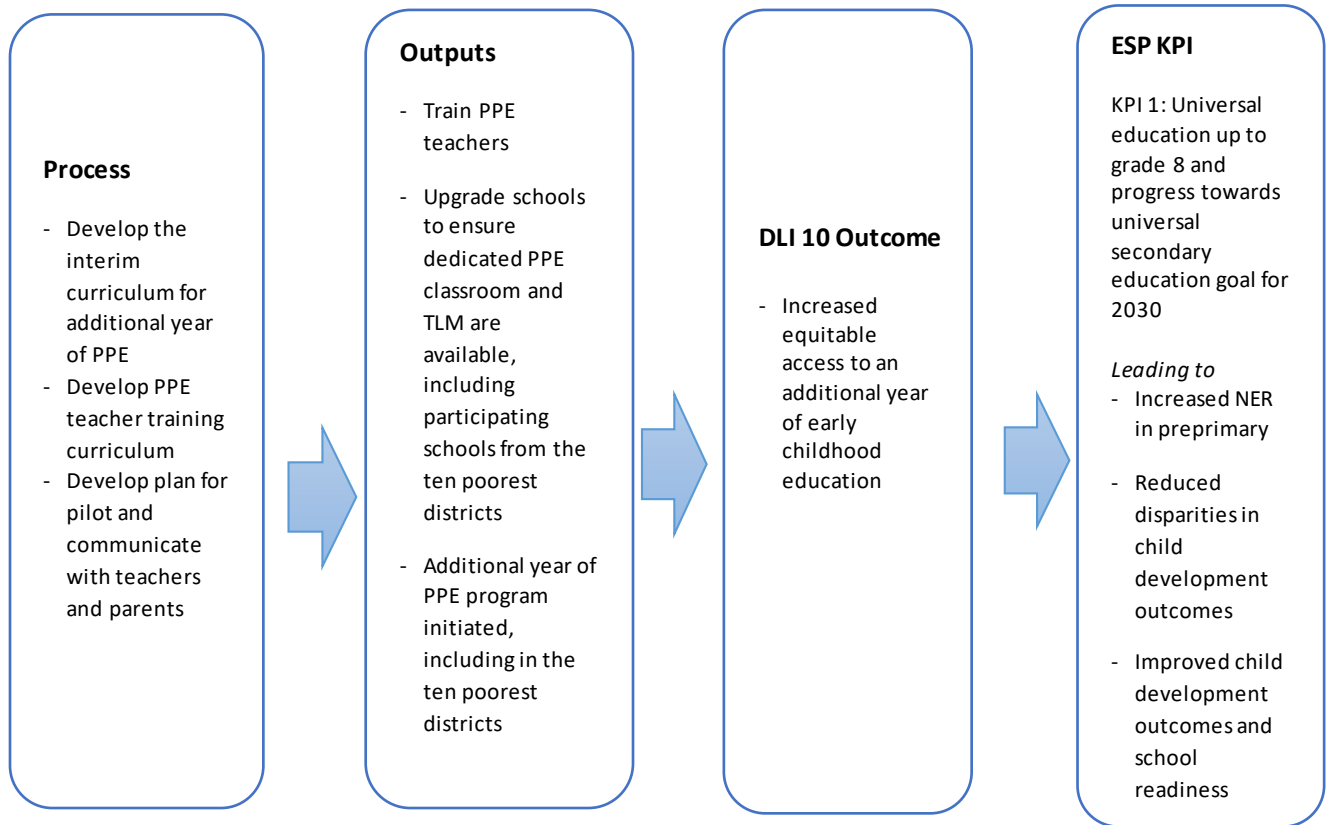 Process
- Develop the
interim
curriculum for
additional year
of PPE
- Develop PPE
teacher training
curriculum
- Develop plan for
pilot and
communicate
with teachers
and parents
Outputs
- Train PPE
teachers
- Upgrade schools
to ensure
dedicated PPE
classroom and
TLM are
available,
including
participating
schools from the
ten poorest
districts
- Additional year of
PPE program
initiated,
including in the
ten poorest
districts
DLI 10 Outcome
- Increased
equitable
access to an
additional year
of early
childhood
education
ESP KPI
KPI 1: Universal
education up to
grade 8 and
progress towards
universal
secondary
education goal for
2030
Leading to
- Increased NER
in preprimary
- Reduced
disparities in
child
development
outcomes
- Improved child
development
outcomes and
school
readiness